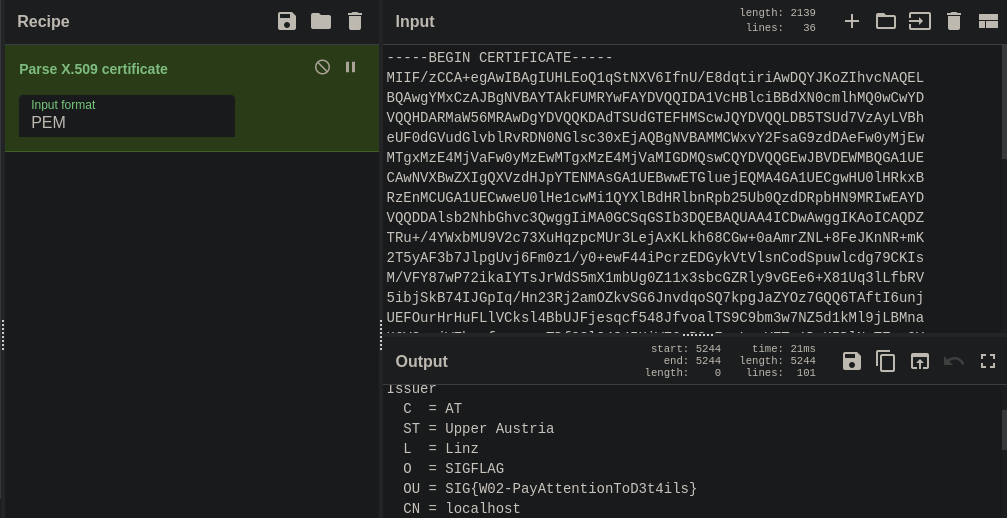 Recipe
Parse X.509 certificate
Input format
PEM
Input
length: 2139
lines: 36
-----BEGIN CERTIFICATE-----
MIIF/zCCA+egAwIBAgIUHLEoQ1qStNXV6IfnU/E8dqtiriAwDQYJKoZIhvcNAQEL
BQAwgYMxCzAJBgNVBAYTAkFUMRYwFAYDVQQIDA1VcHBlciBBdXN0cmlhMQ0wCwYD
VQQHDARMaW56MRAwDgYDVQQKDAdTSUdGTEFHMScwJQYDVQQLDB5TSUd7VzAyLVBh
eUF0dGVudGlvblRvRDN0NGlsc30xEjAQBgNVBAMMCWxvY2FsaG9zdDAeFw0yMjEw
MTgxMzE4MjVaFw0yMzEwMTgxMzE4MjVaMIGDMQswCQYDVQQGEwJBVDEWMBQGA1UE
CAwNVXBwZXIgQXVzdHJpYTENMAsGA1UEBwwETGluejEQMA4GA1UECgwHU0lHRkxB
RzEnMCUGA1UECwweU0lHe1cwMi1QYXlBdHRlbnRpb25Ub0QzdDRpbHN9MRIwEAYD
VQQDDAlsb2NhbGhvc3QwggIiMA0GCSqGSIb3DQEBAQUAA4ICDwAwggIKAoICAQDZ
TRu+/4YWxbMU9V2c73XuHqzpcMUr3LejAxKLkh68CGw+0aAmrZNL+8FeJKnNR+mK
2T5yAF3b7JlpgUvj6Fm0z1/y0+ewF44iPcrzEDGykVtVlsnCodSpuwlcdg79CKIs
M/VFY87wP72ikaIYTsJrWdS5mX1mbUg0Z11x3sbcGZRly9vGEe6+X81Uq3lLfbRV
5ibjSkB74IJGpIq/Hn23Rj2amOZkvSG6JnvdqoSQ7kpgJaZYOz7GQQ6TAftI6unj
UEFOurHrHuFLlVCksl4BbUJFjesqcf548JfvoalTS9C9bm3w7NZ5d1kMl9jLBMna
Output
start: 5244
end: 5244
length: 0
time: 21ms
length: 5244
lines: 101
Issuer
C = AT
ST = Upper Austria
L = Linz
O = SIGFLAG
OU = SIG{W02-PayAttentionToD3t4ils}
CN = localhost